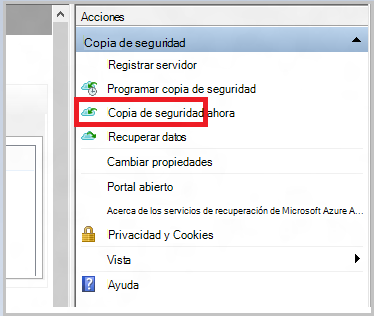 Acciones
Copia de seguridad
Registrar servidor
Programar copia de seguridad
Copia de seguridad ahora
Recuperar datos
Cambiar propiedades
Portal abierto
Acerca de los servicios de recuperación de Microsoft Azure A...
Privacidad y Cookies
Vista
Ayuda